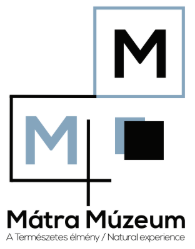 M
M
Mátra Múzeum
A Természetes élmény / Natural experience